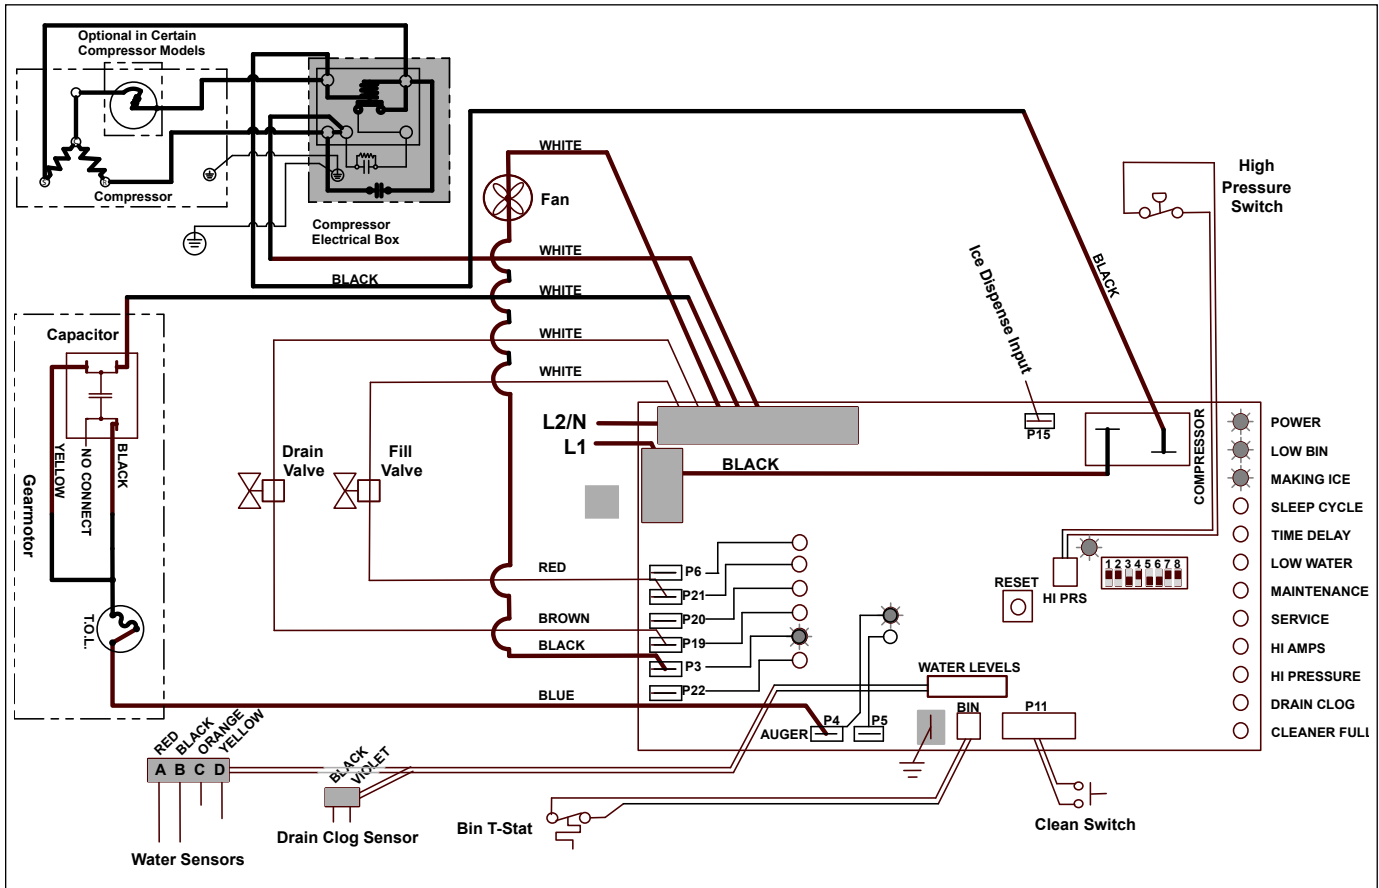 Optional in Certain
Compressor Models
S
C
R
Compressor
Compressor
Electrical Box
WHITE
Fan
WHITE
BLACK
WHITE
WHITE
WHITE
High
Pressure
Switch
BLACK
Ice Dispense Input
P15
L2/N
L1
BLACK
COMPRESSOR
Capacitor
YELLOW
NO CONNECT
BLACK
Gearmotor
T.O.L.
Drain
Valve
Fill
Valve
POWER
LOW BIN
MAKING ICE
SLEEP CYCLE
TIME DELAY
LOW WATER
MAINTENANCE
SERVICE
HI AMPS
HI PRESSURE
DRAIN CLOG
CLEANER FULL
1 2 3 4 5 6 7 8
RESET
HI PRS
RED
P6
P21
BROWN
P20
P19
BLACK
P3
BLUE
P22
WATER LEVELS
AUGER
P4
P5
BIN
P11
RED
BLACK
ORANGE
YELLOW
A B C D
Water Sensors
BLACK
VIOLET
Drain Clog Sensor
Bin T-Stat
Clean Switch